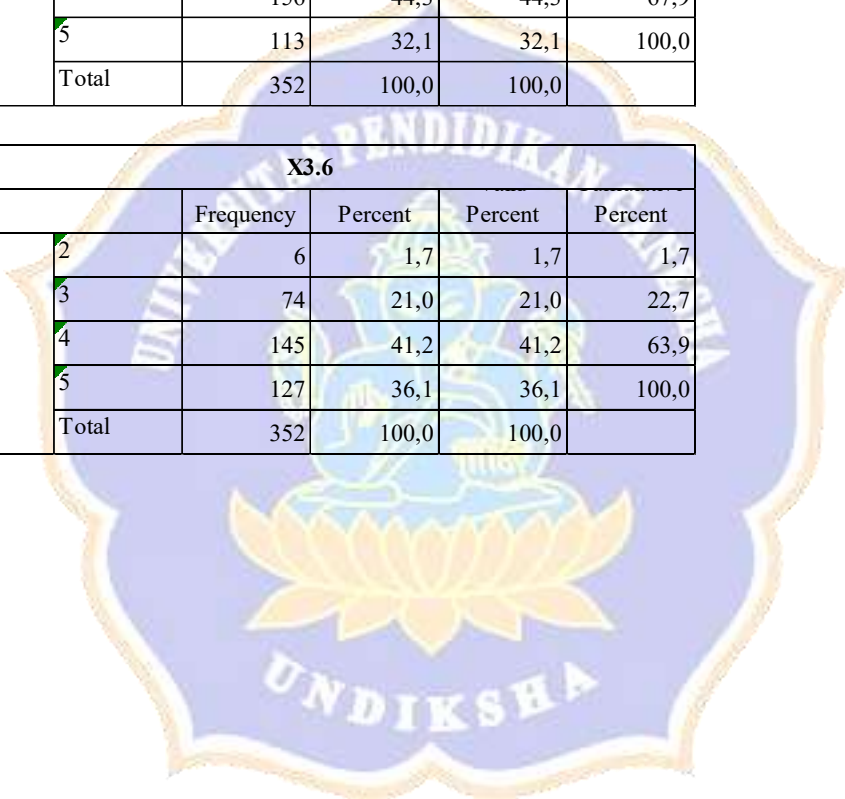 5 113 32,1 32,1 100,0
Total 352 100,0 100,0
X3.6
Frequency Percent Percent Percent
2 6 1,7 1,7 1,7
3 74 21,0 21,0 22,7
4 145 41,2 41,2 63,9
5 127 36,1 36,1 100,0
Total 352 100,0 100,0
UNIVERSITAS PENDIDIKAN GANESHA
UNDIKSHA